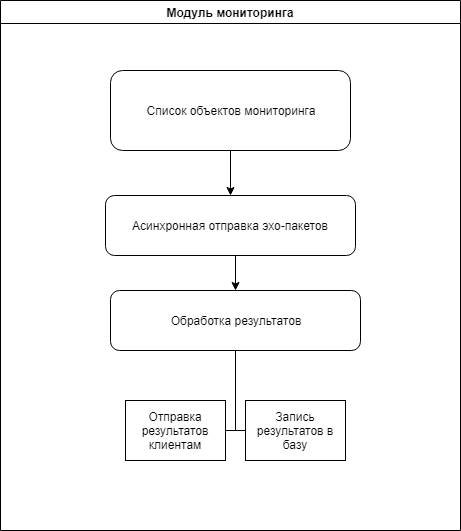 Модуль мониторинга
Список объектов мониторинга
Асинхронная отправка эхо-пакетов
Обработка результатов
Отправка
результатов
клиентам
Запись
результатов в
базу